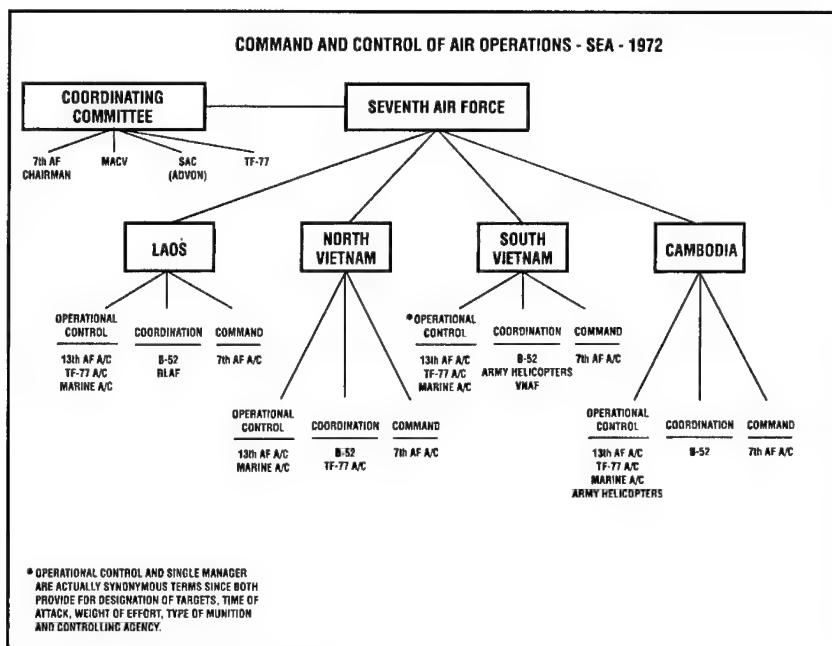 COMMAND AND CONTROL OF AIR OPERATIONS - SEA - 1972
COORDINATING
COMMITTEE
SEVENTH AIR FORCE
7th AF
CHAIRMAN
MACV
SAC
(ADVON)
TF-77
LAOS
NORTH
VIETNAM
SOUTH
VIETNAM
CAMBODIA
OPERATIONAL
CONTROL
13th AF A/C
TF-77 A/C
MARINE A/C
COORDINATION
B-52
RLAF
COMMAND
7th AF A/C
OPERATIONAL
CONTROL
13th AF A/C
MARINE A/C
COORDINATION
B-52
TF-77 A/C
COMMAND
7th AF A/C
*OPERATIONAL
CONTROL
13th AF A/C
TF-77 A/C
MARINE A/C
COORDINATION
B-52
ARMY HELICOPTERS
VNAF
COMMAND
7th AF A/C
OPERATIONAL
CONTROL
13th AF A/C
TF-77 A/C
MARINE A/C
ARMY HELICOPTERS
COORDINATION
B-52
COMMAND
7th AF A/C
* OPERATIONAL CONTROL AND SINGLE MANAGER
ARE ACTUALLY SYNONYMOUS TERMS SINCE BOTH
PROVIDE FOR DESIGNATION OF TARGETS, TIME OF
ATTACK, WEIGHT OF EFFORT, TYPE OF MUNITION
AND CONTROLLING AGENCY.